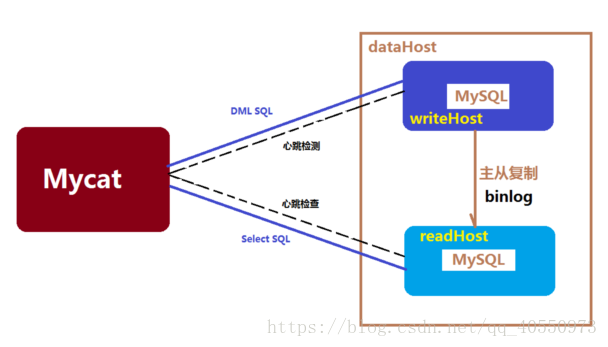 dataHost
MySQL
writeHost
DML SQL
心跳检测
Mycat
主从复制
binlog
心跳检查
Select SQL
readHost
MySQL
https://blog.csdn.net/qq_40550973